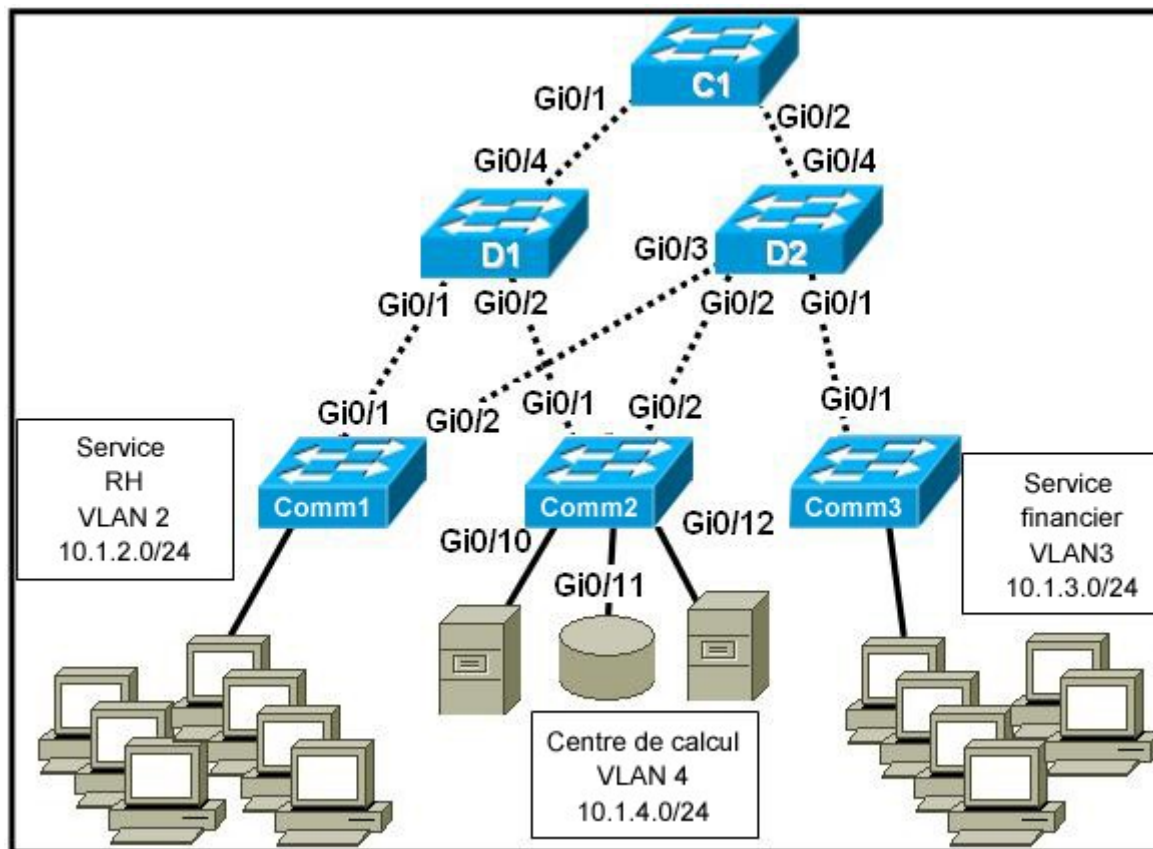 C1
Gi0/1
Gi0/2
Gi0/4
Gi0/4
D1
Gi0/3
D2
Gi0/1
Gi0/2
Gi0/2
Gi0/1
Gi0/1
Gi0/2
Gi0/1
Gi0/2
Gi0/1
Service
RH
VLAN 2
10.1.2.0/24
Comm1
Comm2
Comm3
Service
financier
VLAN3
10.1.3.0/24
Gi0/10
Gi0/11
Gi0/12
Centre de calcul
VLAN 4
10.1.4.0/24